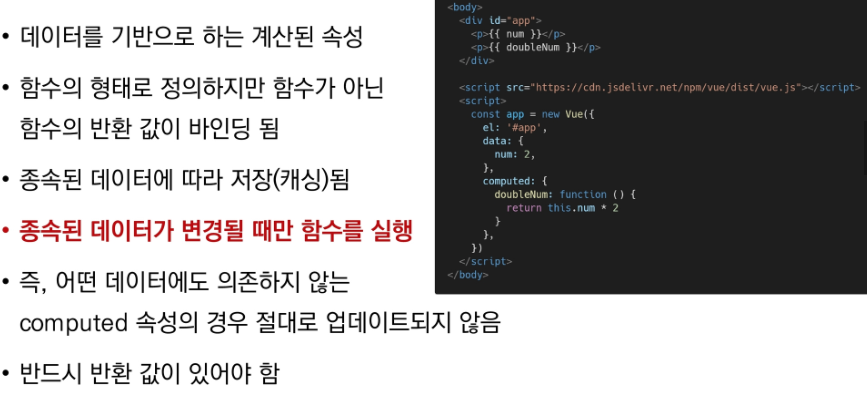 • 데이터를 기반으로 하는 계산된 속성
• 함수의 형태로 정의하지만 함수가 아닌
함수의 반환 값이 바인딩 됨
• 종속된 데이터에 따라 저장(캐싱)됨
• 종속된 데이터가 변경될 때만 함수를 실행
• 즉, 어떤 데이터에도 의존하지 않는
computed 속성의 경우 절대로 업데이트되지 않음
• 반드시 반환 값이 있어야 함
<body>
  <div id="app">
    <p>{{ num }}</p>
    <p>{{ doubleNum }}</p>
  </div>

  <script src="https://cdn.jsdelivr.net/npm/vue/dist/vue.js"></script>
  <script>
    const app = new Vue({
      el: '#app',
      data: {
        num: 2,
      },
      computed: {
        doubleNum: function () {
          return this.num * 2
        }
      },
    })
  </script>
</body>